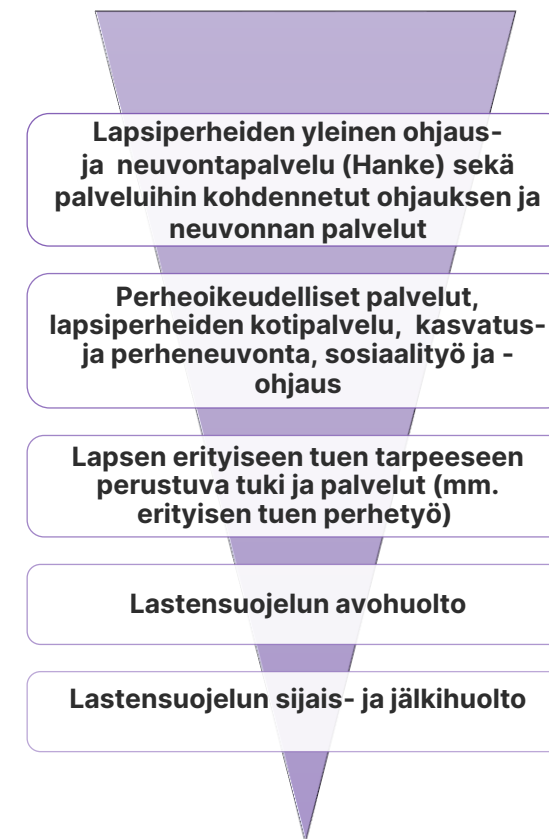 Lapsiperheiden yleinen ohjaus-
ja neuvontapalvelu (Hanke) sekä
palveluihin kohdennetut ohjauksen ja
neuvonnan palvelut
Perheoikeudelliset palvelut,
lapsiperheiden kotipalvelu, kasvatus-
ja perheneuvonta, sosiaalityö ja -
ohjaus
Lapsen erityiseen tuen tarpeeseen
perustuva tuki ja palvelut (mm.
erityisen tuen perhetyö)
Lastensuojelun avohuolto
Lastensuojelun sijais- ja jälkihuolto